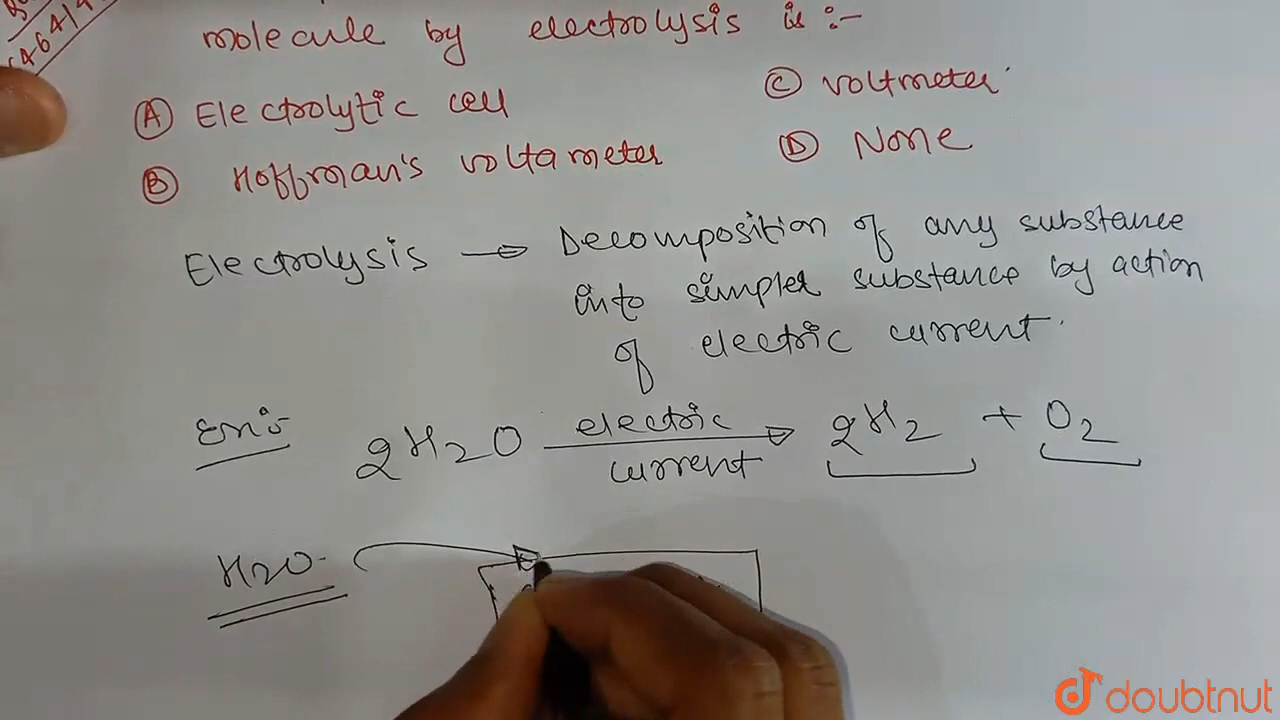 molecule by electrolysis is :-
(A) Electrolytic cell
(C) voltmeter
(B) Hoffman's voltameter
(D) None
Electrolysis → Decomposition of any substance
into simpler substance by action
of electric current.
2H2O electric current → 2H2 + O2
H2O
doubtnut